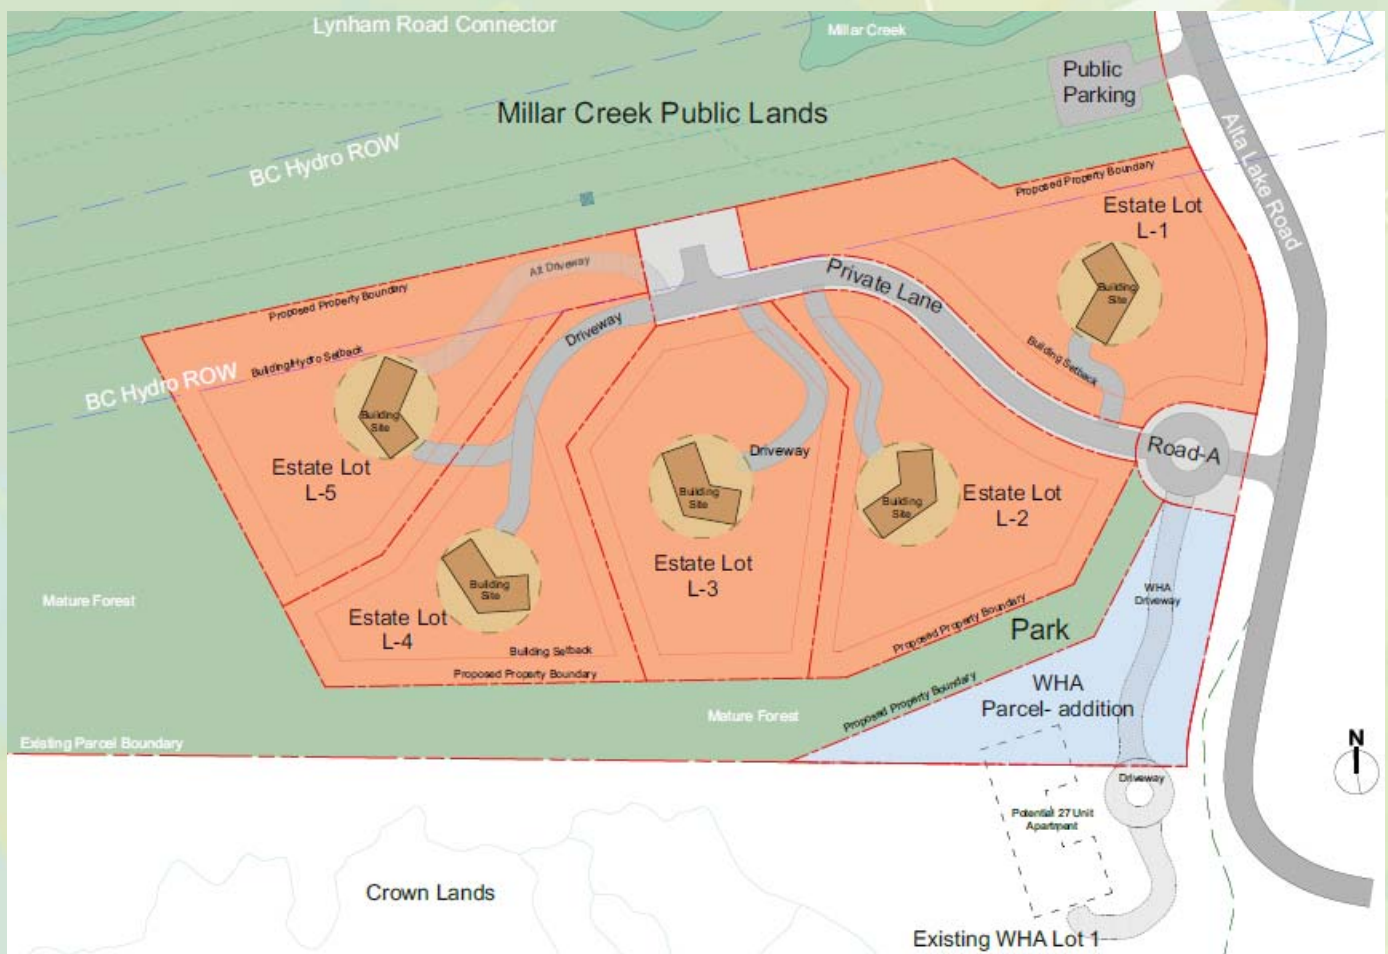 Lynham Road Connector
Millar Creek
Public
Parking
Millar Creek Public Lands
Alta Lake Road
BC Hydro ROW
Proposed Property Boundary
Estate Lot
L-1
Building
Site
Building Setback
Private Lane
Alt Driveway
Proposed Property Boundary
Driveway
Building/Hydro Setback
BC Hydro ROW
Building
Site
Estate Lot
L-5
Driveway
Road-A
Building
Site
Estate Lot
L-3
Building
Site
Estate Lot
L-2
Building
Site
Estate Lot
L-4
Building Setback
Proposed Property Boundary
Mature Forest
WHA
Driveway
Proposed Property Boundary
Park
Proposed Property Boundary
WHA
Parcel- addition
Mature Forest
Existing Parcel Boundary
N
Driveway
Potential 27 Unit
Apartment
Crown Lands
Existing WHA Lot 1